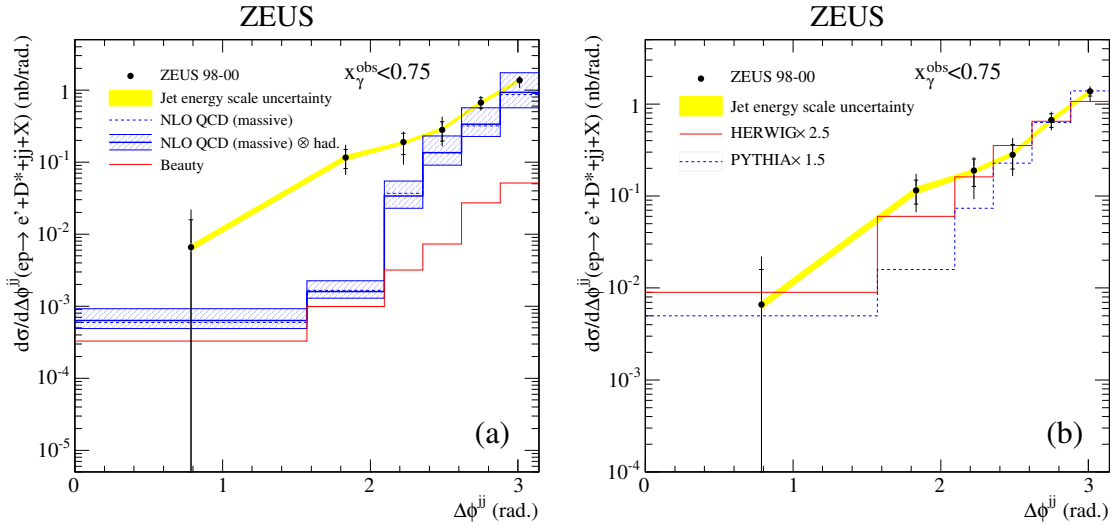 ZEUS
dσ/dΔϕ^jj(ep→ e’+D*+jj+X) (nb/rad.)
1
10^-1
10^-2
10^-3
10^-4
10^-5
ZEUS 98-00
x_γ^obs<0.75
Jet energy scale uncertainty
NLO QCD (massive)
NLO QCD (massive) ⊗ had.
Beauty
(a)
0 1 2 3
Δϕ^jj (rad.)
ZEUS
dσ/dΔϕ^jj(ep→ e’+D*+jj+X) (nb/rad.)
1
10^-1
10^-2
10^-3
10^-4
x_γ^obs<0.75
ZEUS 98-00
Jet energy scale uncertainty
HERWIG× 2.5
PYTHIA× 1.5
(b)
0 1 2 3
Δϕ^jj (rad.)